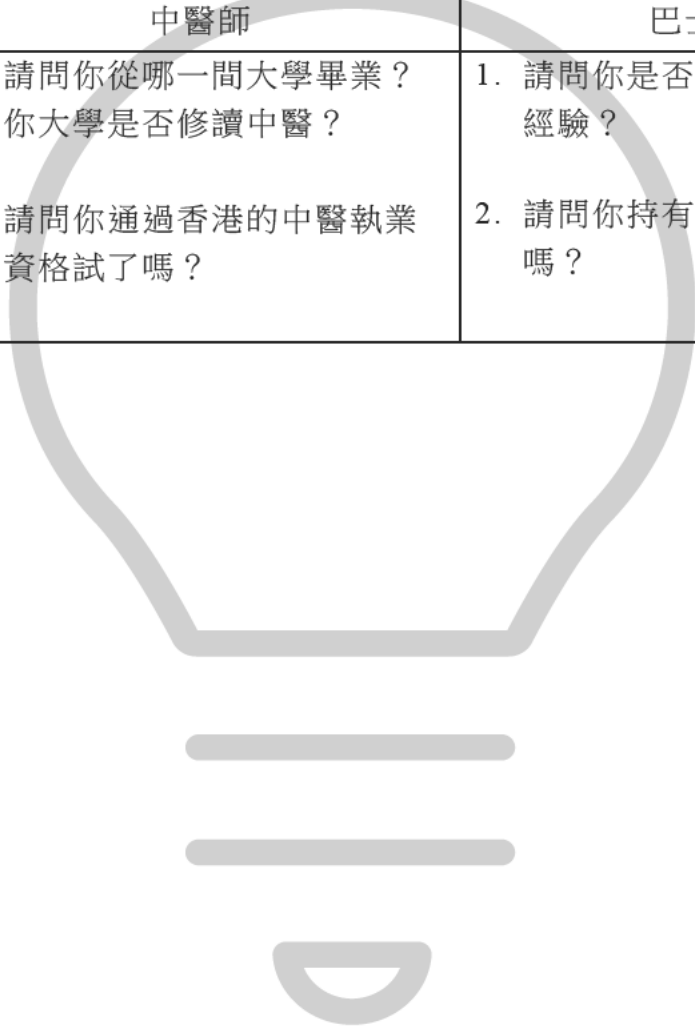 中醫師
請問你從哪一間大學畢業？
你大學是否修讀中醫？
請問你通過香港的中醫執業
資格試了嗎？
巴
1. 請問你是否
經驗？
2. 請問你持有
嗎？